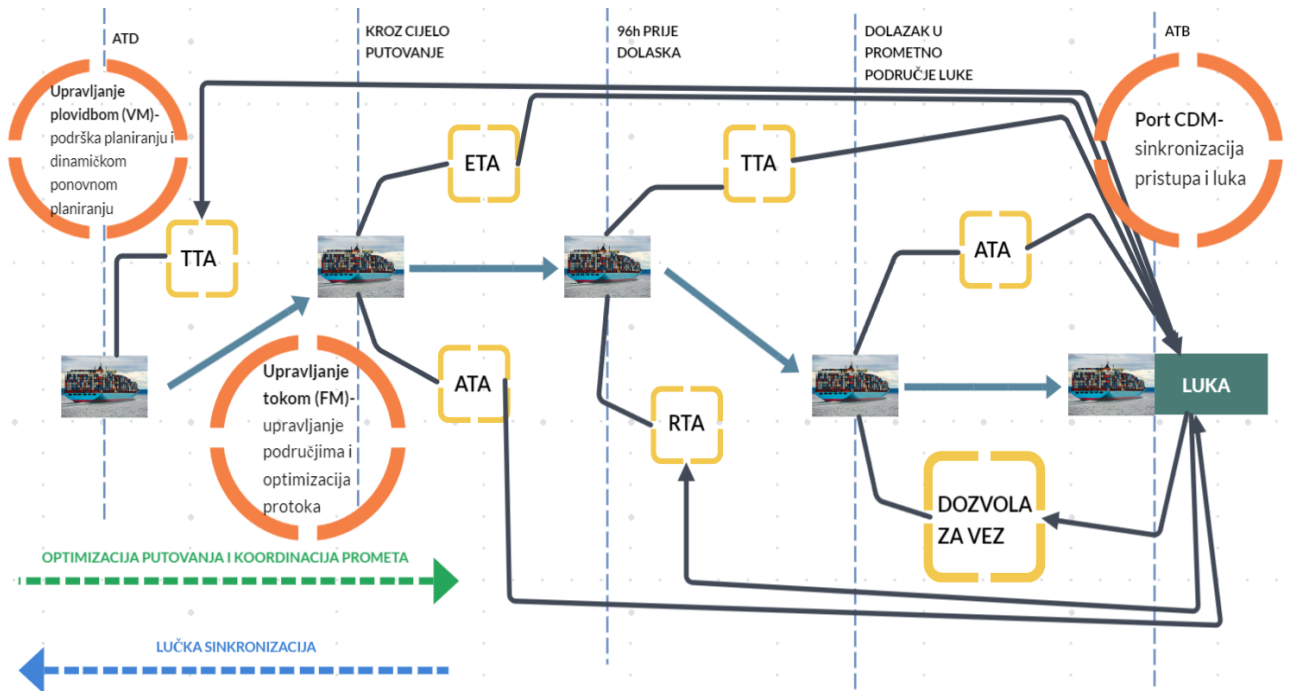 ATD
KROZ CIJELO
PUTOVANJE
96h PRIJE
DOLASKA
DOLAZAK U
PROMETNO
PODRUČJE LUKE
ATB
Upravljanje
plovidbom (VM)-
podrška planiranju i
dinamičkom
ponovnom
planiranju
Port CDM-
sinkronizacija
pristupa i luka
ETA
TTA
TTA
ATA
Upravljanje
tokom (FM)-
upravljanje
područjima i
optimizacija
protoka
ATA
RTA
LUKA
DOZVOLA
ZA VEZ
OPTIMIZACIJA PUTOVANJA I KOORDINACIJA PROMETA
LUČKA SINKRONIZACIJA